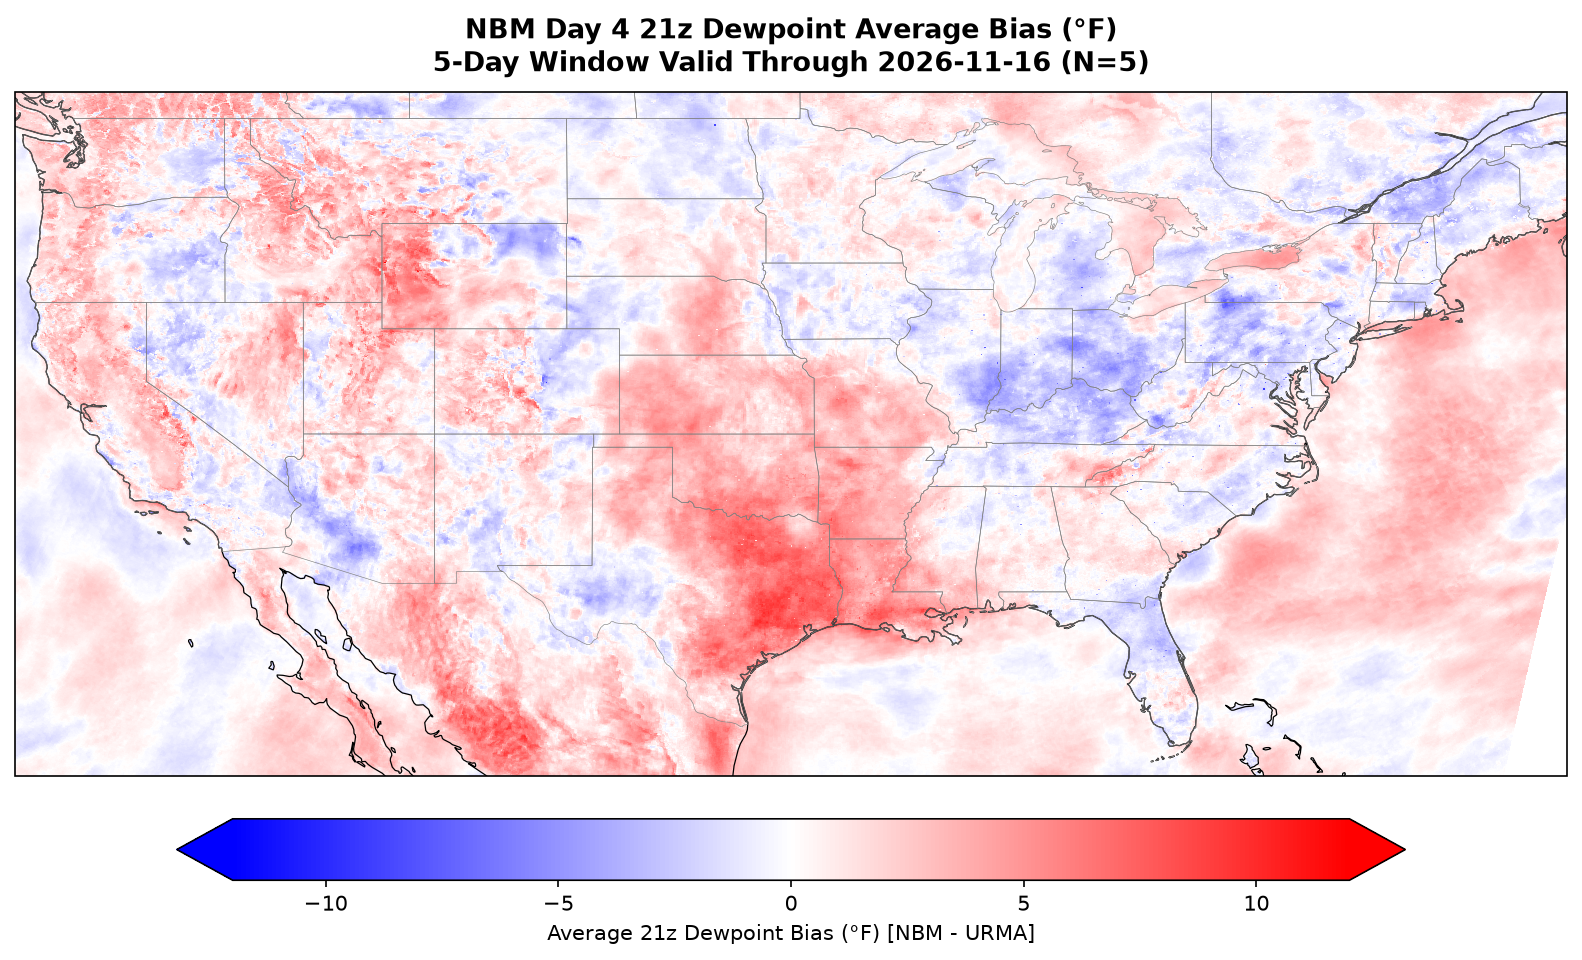 NBM Day 4 21z Dewpoint Average Bias (°F)
5-Day Window Valid Through 2026-11-16 (N=5)
−10 −5 0 5 10
Average 21z Dewpoint Bias (°F) [NBM - URMA]